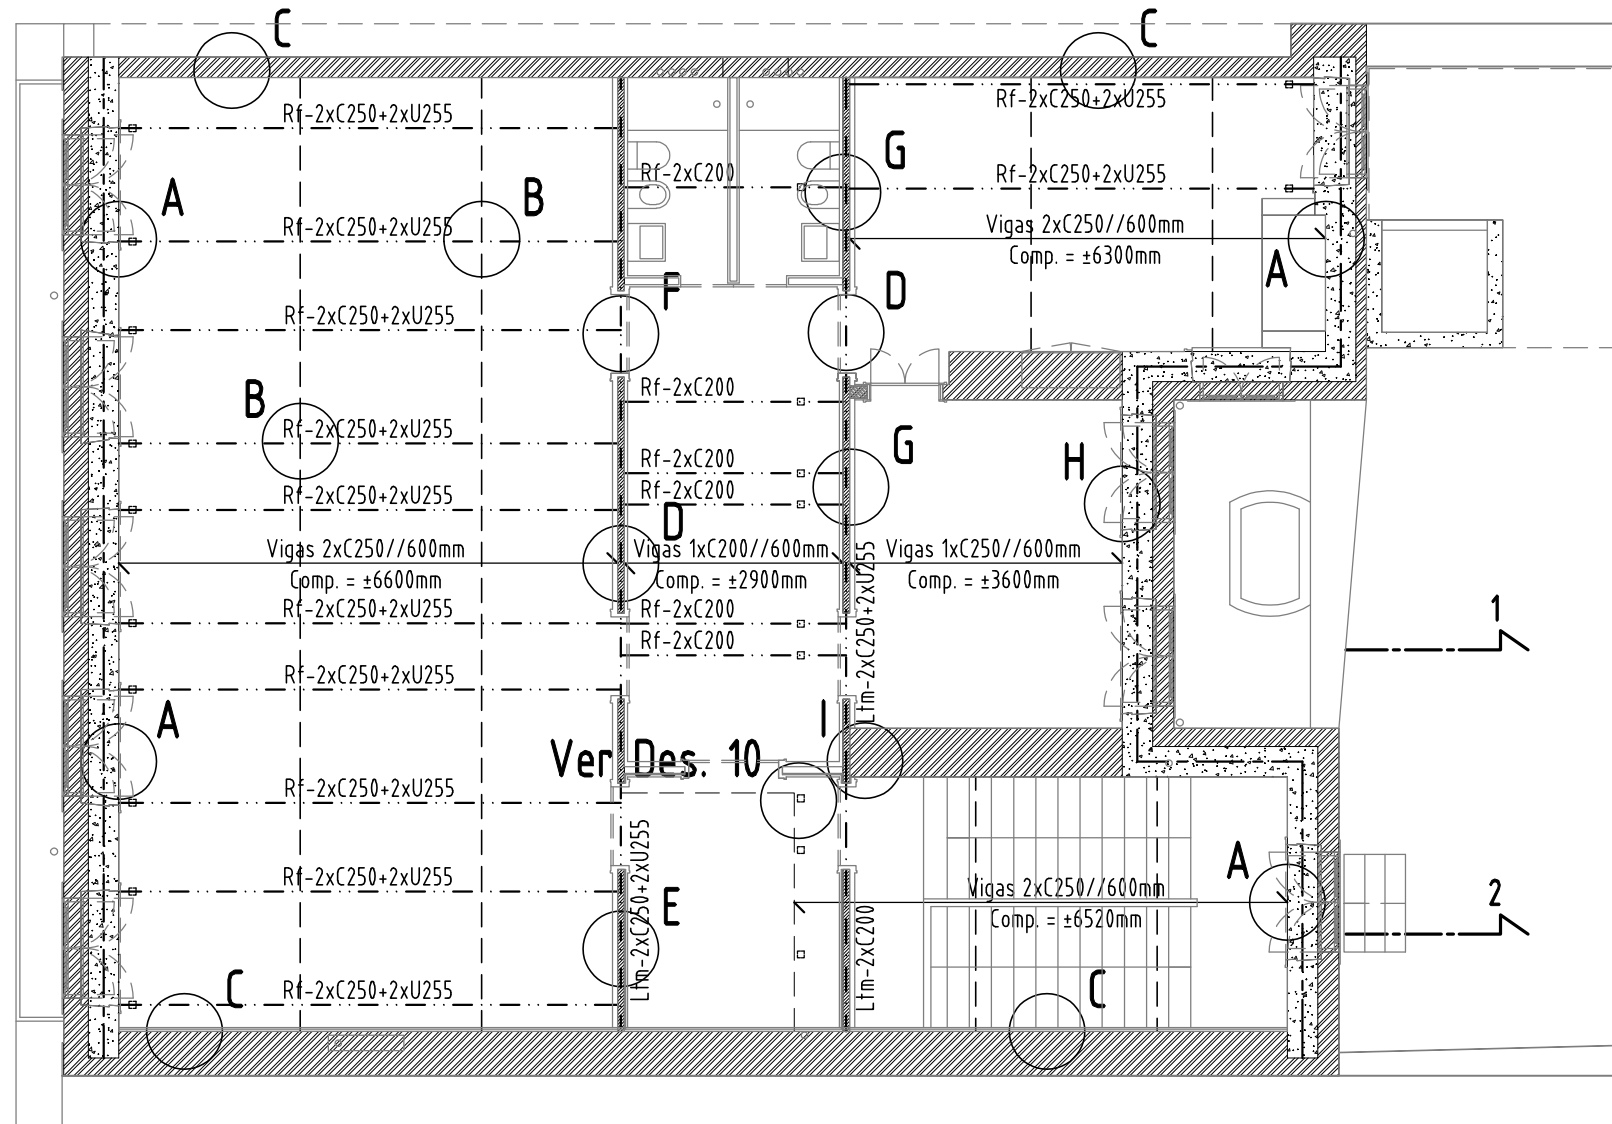 C
C
Rf-2xC250+2xU255
Rf-2xC250+2xU255
G
Rf-2xC200
Rf-2xC250+2xU255
A
B
Rf-2xC250+2xU255
Vigas 2xC250//600mm
Comp. = ±6300mm
A
F
D
Rf-2xC250+2xU255
B
Rf-2xC200
Rf-2xC250+2xU255
G
H
Rf-2xC200
Rf-2xC250+2xU255
Rf-2xC200
D
Vigas 2xC250//600mm
Comp. = ±6600mm
Vigas 1xC200//600mm
Comp. = ±2900mm
Vigas 1xC250//600mm
Comp. = ±3600mm
Rf-2xC250+2xU255
Rf-2xC200
1
Rf-2xC200
Ltm-2xC250+2xU255
Rf-2xC250+2xU255
A
I
Ver Des. 10
Rf-2xC250+2xU255
A
Rf-2xC250+2xU255
Ltm-2xC250+2xU255
E
Vigas 2xC250//600mm
Comp. = ±6520mm
2
Ltm-2xC200
C
Rf-2xC250+2xU255
C